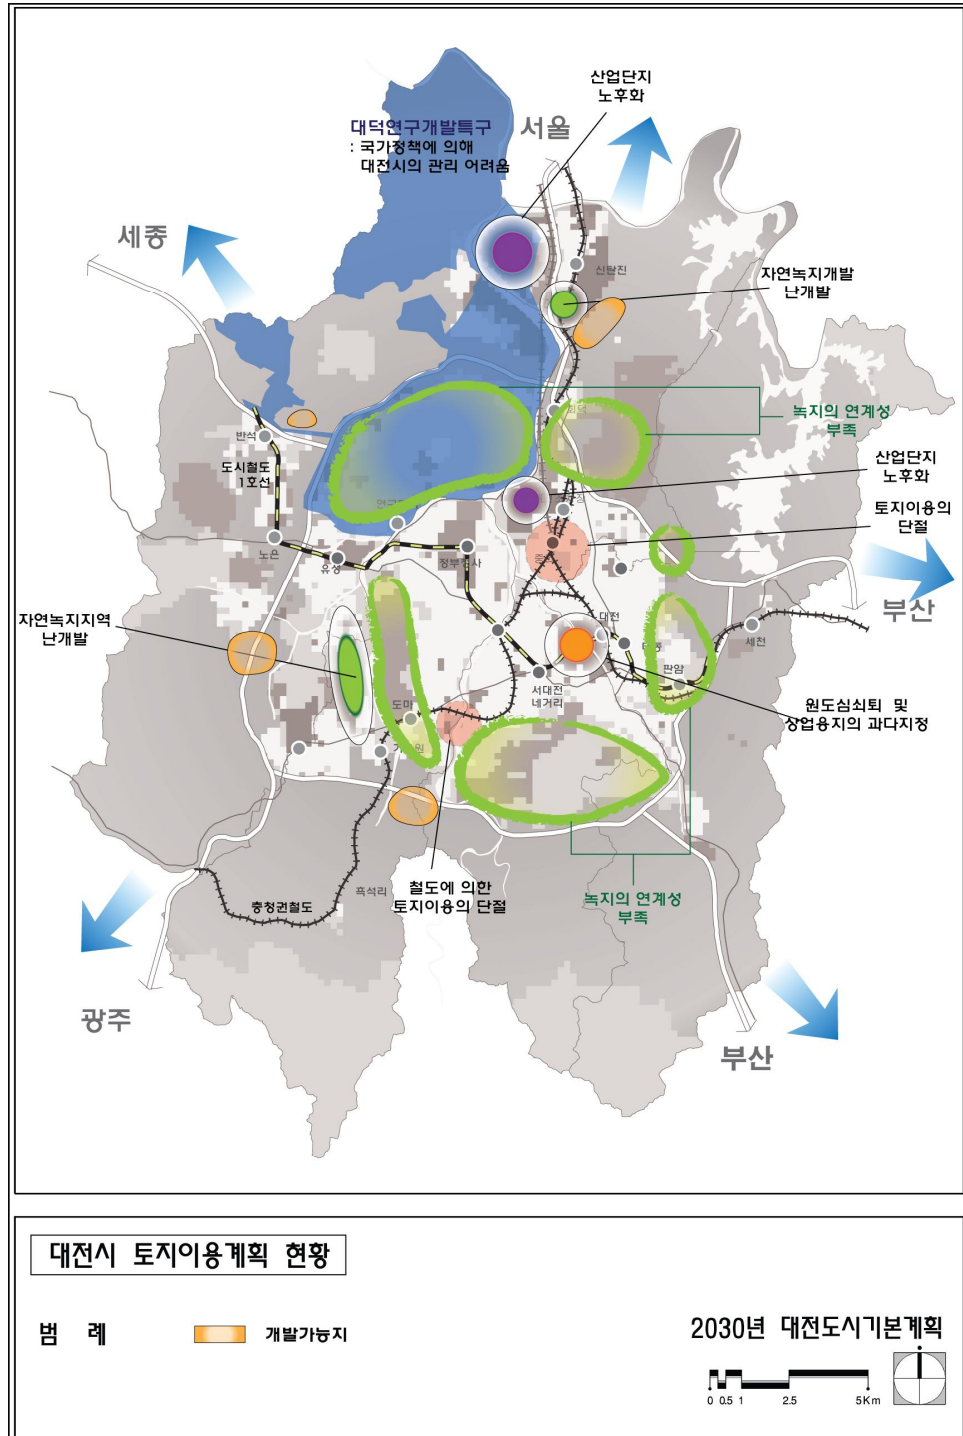 산업단지
노후화
대덕연구개발특구
: 국가정책에 의해
대전시의 관리 어려움
서울
세종
신탄진
자연녹지개발
난개발
녹지의 연계성
부족
반석
도시철도
1호선
산업단지
노후화
토지이용의
단절
노은
유성
정부청사
부산
대전
자연녹지지역
난개발
세천
판암
서대전
네거리
도마
원도심쇠퇴 및
상업용지의 과다지정
흑석리
철도에 의한
토지이용의 단절
충청권철도
녹지의 연계성
부족
광주
부산
대전시 토지이용계획 현황
범 례
개발가능지
2030년 대전도시기본계획
0 0.5 1 2.5 5Km